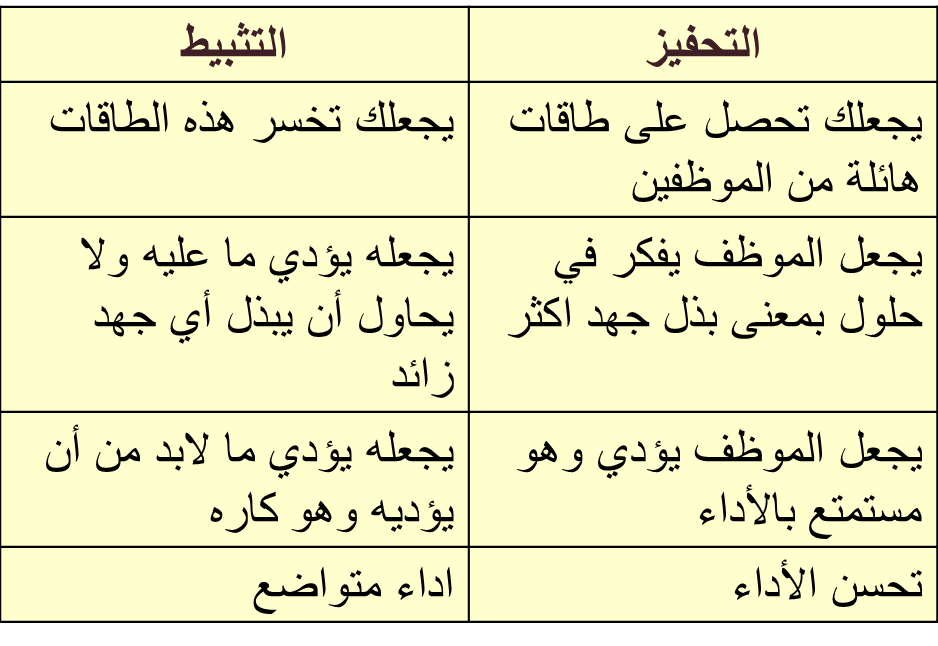 التحفيز
التثبيط
يجعلك تحصل على طاقات
هائلة من الموظفين
يجعلك تخسر هذه الطاقات
يجعل الموظف يفكر في
حلول بمعنى بذل جهد اكثر
يجعله يؤدي ما عليه ولا
يحاول أن يبذل أي جهد
زائد
يجعل الموظف يؤدي وهو
مستمتع بالأداء
يجعله يؤدي ما لابد من أن
يؤديه وهو كاره
تحسن الأداء
اداء متواضع